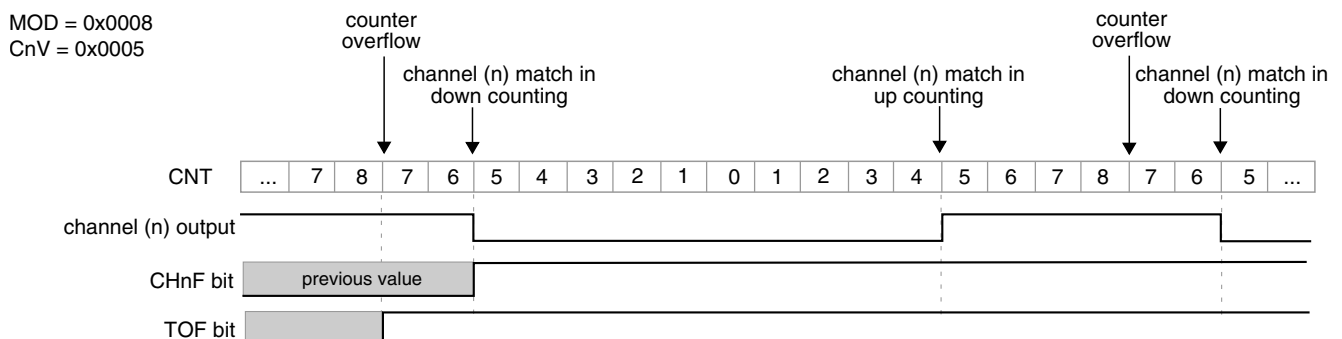 MOD = 0x0008
CnV = 0x0005
counter
overflow
channel (n) match in
down counting
channel (n) match in
up counting
counter
overflow
channel (n) match in
down counting
CNT ... 7 8 7 6 5 4 3 2 1 0 1 2 3 4 5 6 7 8 7 6 5 ...
channel (n) output
CHnF bit previous value
TOF bit